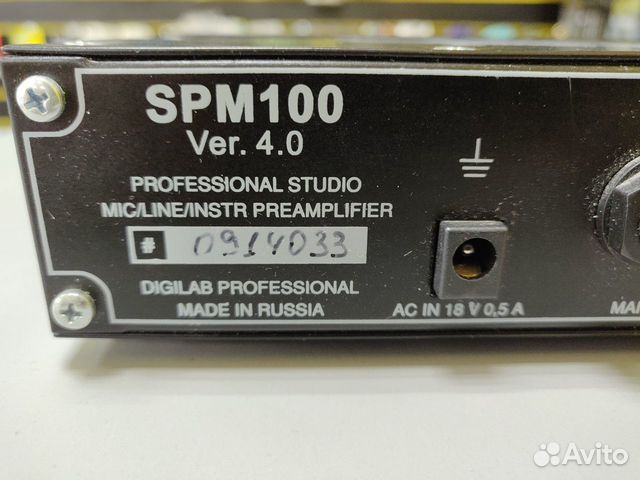 SPM100
Ver. 4.0
PROFESSIONAL STUDIO
MIC/LINE/INSTR PREAMPLIFIER
# 0914033
DIGILAB PROFESSIONAL
MADE IN RUSSIA
AC IN 18 V 0,5 A
Avito